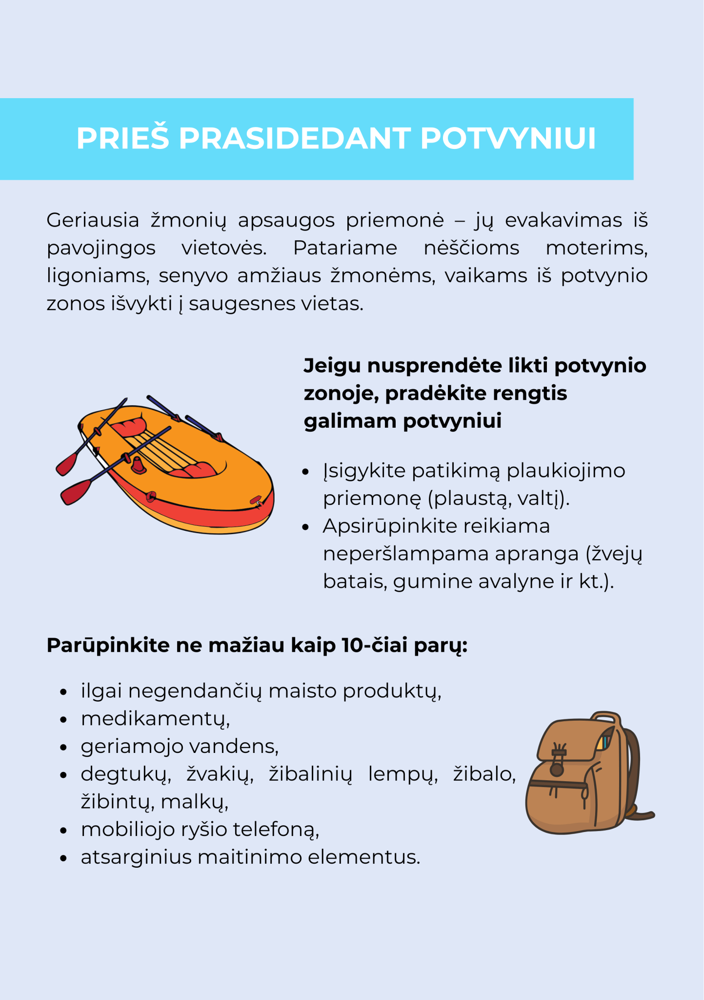 PRIEŠ PRASIDEDANT POTVYNIUI
Geriausia žmonių apsaugos priemonė – jų evakavimas iš
pavojingos vietovės. Patariame nėščioms moterims,
ligoniams, senyvo amžiaus žmonėms, vaikams iš potvynio
zonos išvykti į saugesnes vietas.
Jeigu nusprendėte likti potvynio
zonoje, pradėkite rengtis
galimam potvyniui
• Įsigykite patikimą plaukiojimo
priemonę (plaustą, valtį).
• Apsirūpinkite reikiama
neperšlampama apranga (žvejų
batais, gumine avalyne ir kt.).
Parūpinkite ne mažiau kaip 10-čiai parų:
• ilgai negendančių maisto produktų,
• medikamentų,
• geriamojo vandens,
• degtukų, žvakių, žibalinių lempų, žibalo,
žibintų, malkų,
• mobiliojo ryšio telefoną,
• atsarginius maitinimo elementus.